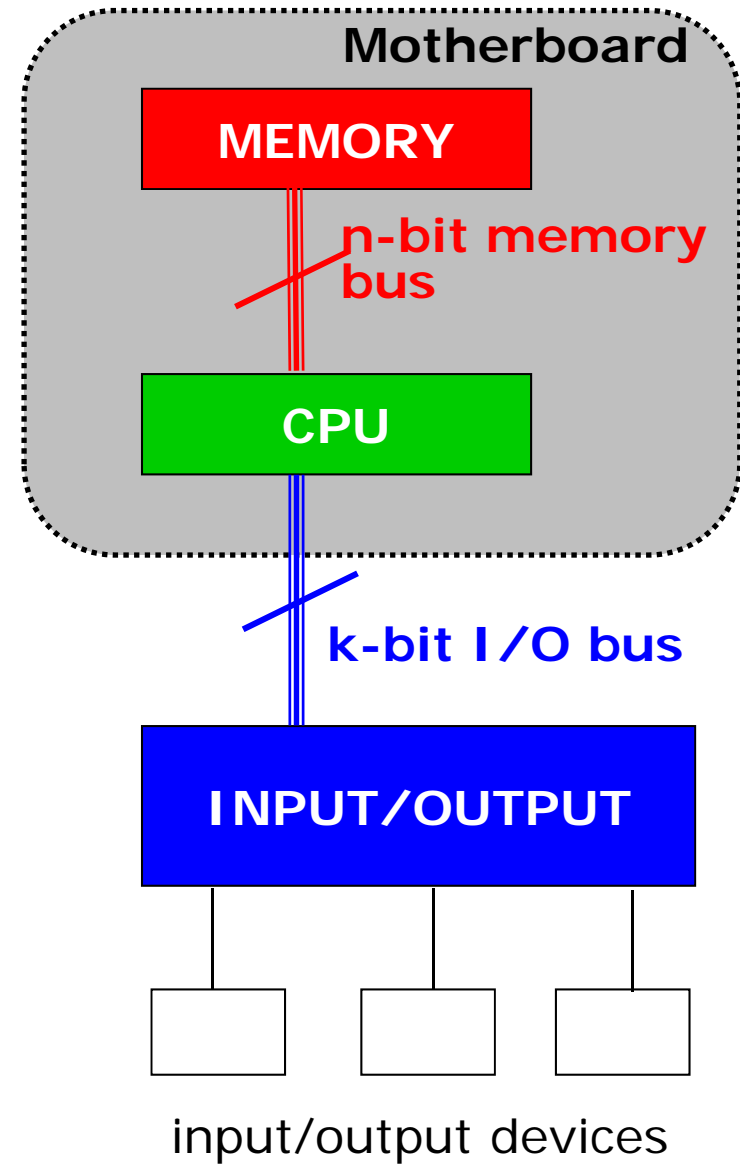 Motherboard
MEMORY
n-bit memory
bus
CPU
k-bit I/O bus
INPUT/OUTPUT
input/output devices